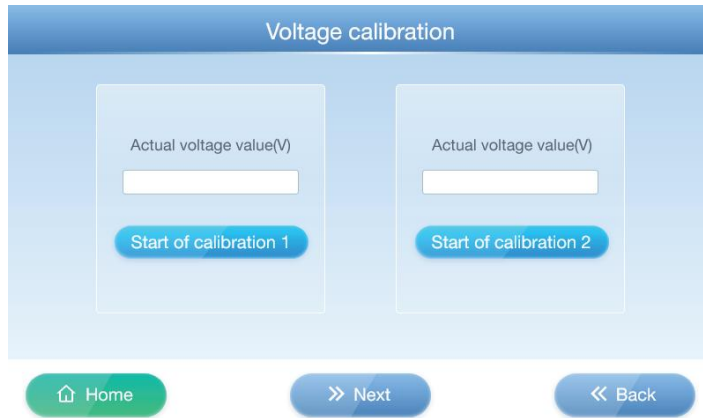 Voltage calibration
Actual voltage value(V)
Start of calibration 1
Actual voltage value(V)
Start of calibration 2
Home
Next
Back